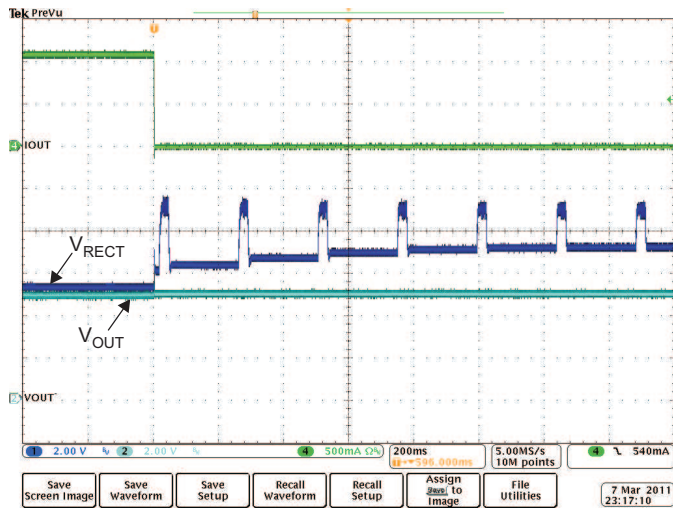 Tek PreVu
T
4 IOUT
VRECT
VOUT
2 VOUT
1 2.00 V 2 2.00 V 4 500mA Ω 200ms 5.00MS/s 4 540mA
T 596.000ms 10M points
Save Screen Image
Save Waveform
Save Setup
Recall Waveform
Recall Setup
Assign Save to Image
File Utilities
7 Mar 2011
23:17:10